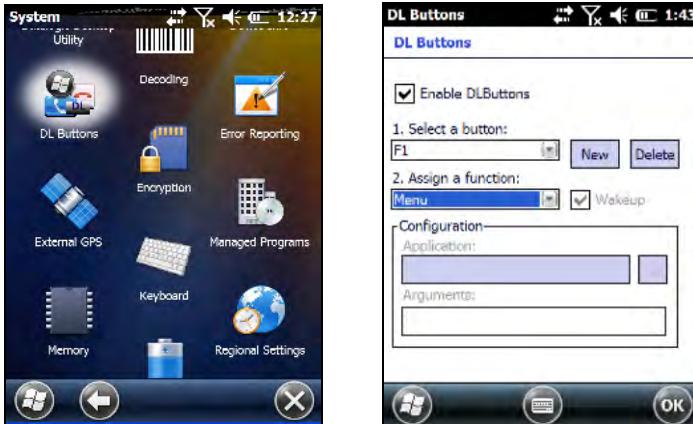 System 12:27
Utility
Decoding
DL Buttons
Error Reporting
Encryption
External GPS
Managed Programs
Keyboard
Memory
Regional Settings
DL Buttons 1:43
DL Buttons
Enable DLButtons
1. Select a button:
F1 New Delete
2. Assign a function:
Menu Wakeup
Configuration
Application:
Arguments:
OK